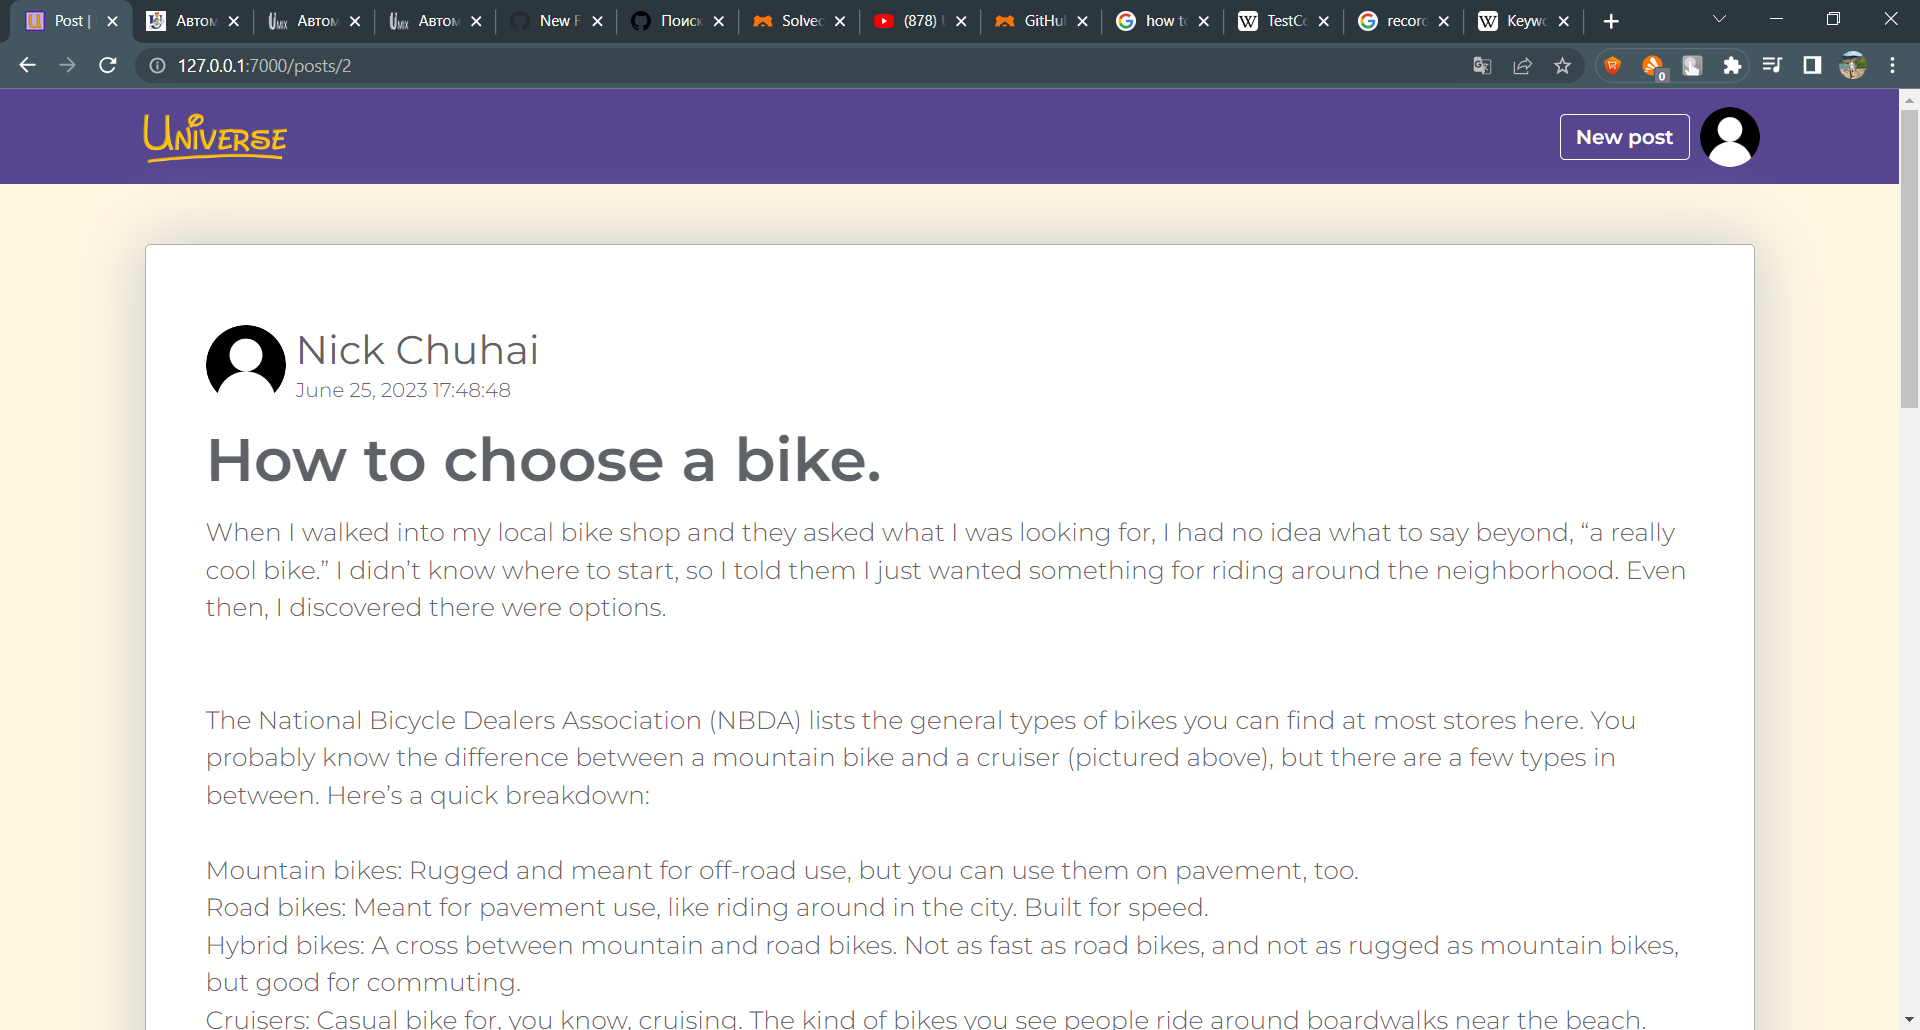 Post |
Автом
Автом
Автом
New F
Поиск
Solved
(878)
GitHu
how to
TestCo
record
Keywo
127.0.0.1:7000/posts/2
0
UNIVERSE
New post
Nick Chuhai
June 25, 2023 17:48:48
How to choose a bike.
When I walked into my local bike shop and they asked what I was looking for, I had no idea what to say beyond, “a really
cool bike.” I didn’t know where to start, so I told them I just wanted something for riding around the neighborhood. Even
then, I discovered there were options.
The National Bicycle Dealers Association (NBDA) lists the general types of bikes you can find at most stores here. You
probably know the difference between a mountain bike and a cruiser (pictured above), but there are a few types in
between. Here’s a quick breakdown:
Mountain bikes: Rugged and meant for off-road use, but you can use them on pavement, too.
Road bikes: Meant for pavement use, like riding around in the city. Built for speed.
Hybrid bikes: A cross between mountain and road bikes. Not as fast as road bikes, and not as rugged as mountain bikes,
but good for commuting.
Cruisers: Casual bike for, you know, cruising. The kind of bikes you see people ride around boardwalks near the beach.